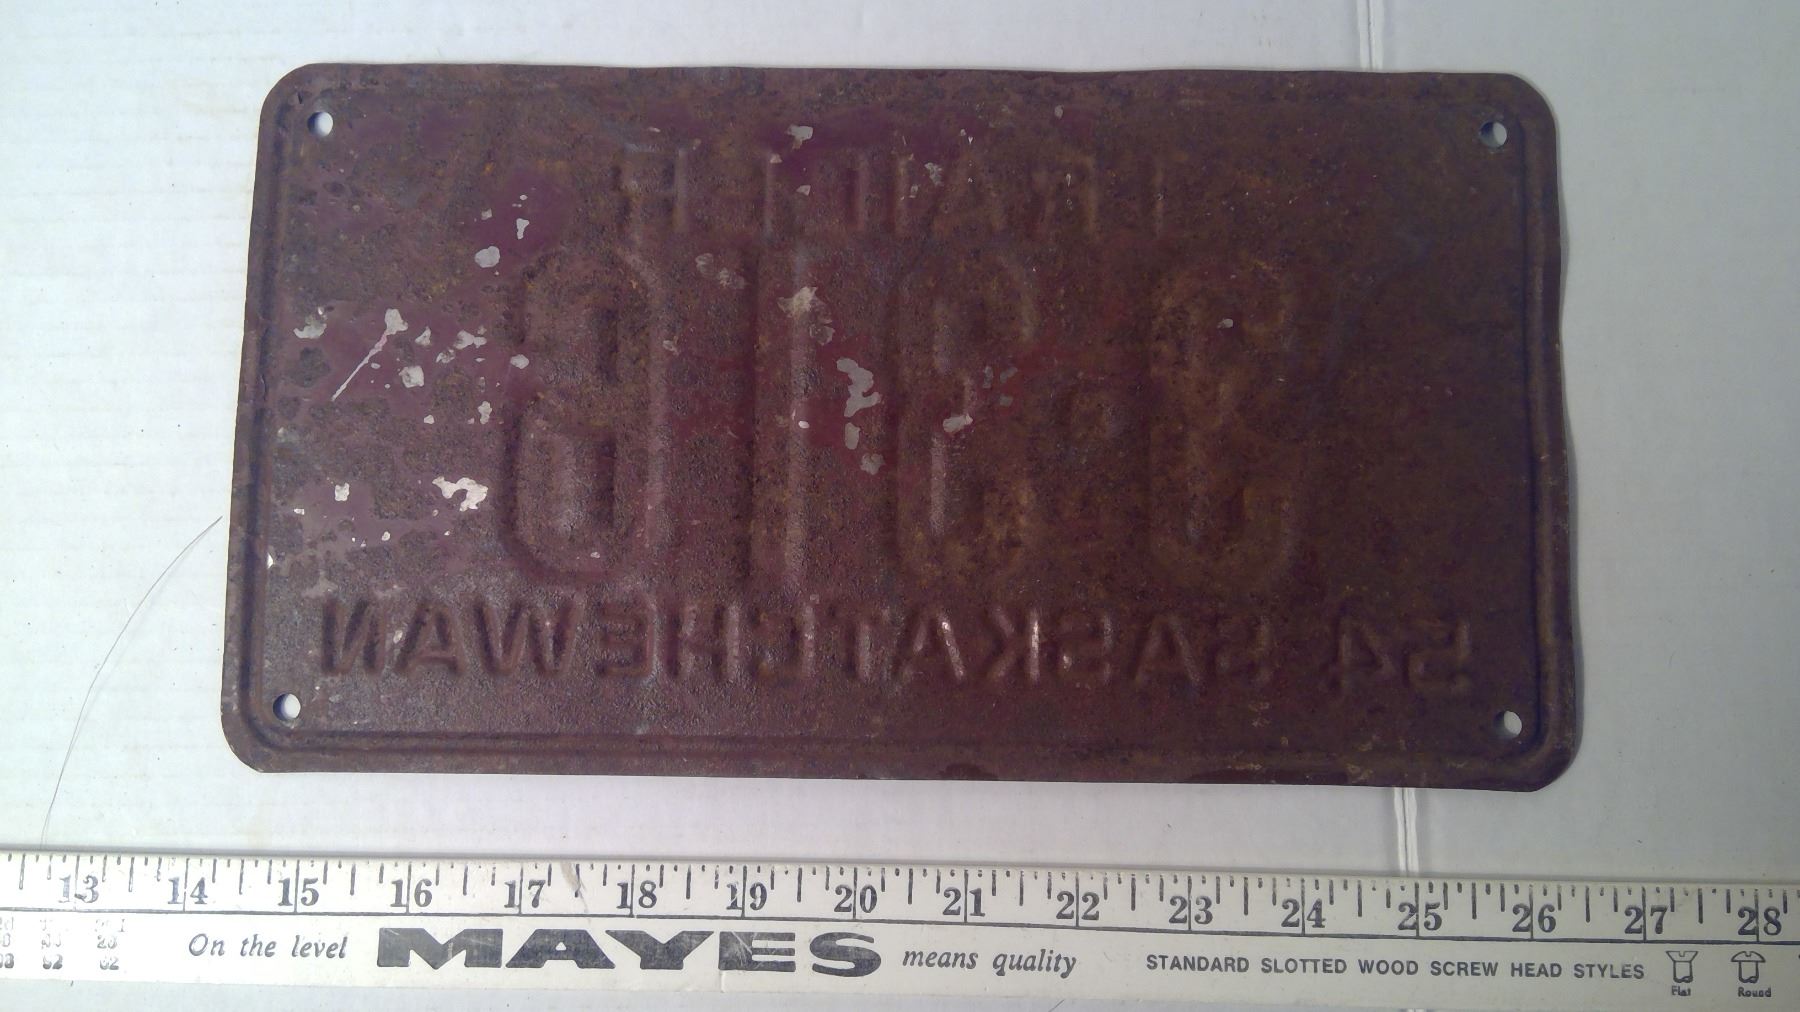 TRAILER
54 SASKATCHEWAN
13 14 15 16 17 18 19 20 21 22 23 24 25 26 27 28
On the level MAYES means quality STANDARD SLOTTED WOOD SCREW HEAD STYLES
Flat Round